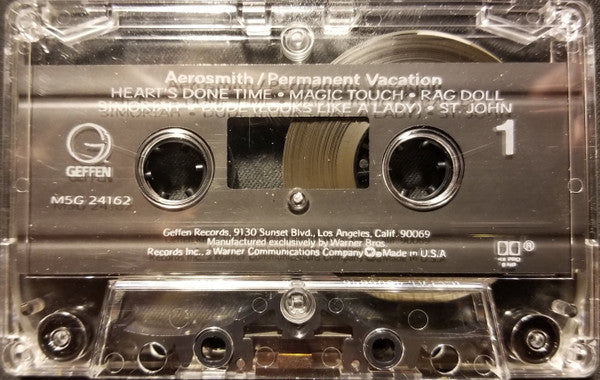 Aerosmith/Permanent Vacation
HEART'S DONE TIME • MAGIC TOUCH • RAG DOLL
SIMORIAH • DUDE (LOOKS LIKE A LADY) • ST. JOHN
1
GEFFEN
M5G 24162
Geffen Records, 9130 Sunset Blvd., Los Angeles, Calif. 90069
Manufactured exclusively by Warner Bros.
Records Inc., a Warner Communications Company Ⓟ Made in U.S.A
HX PRO